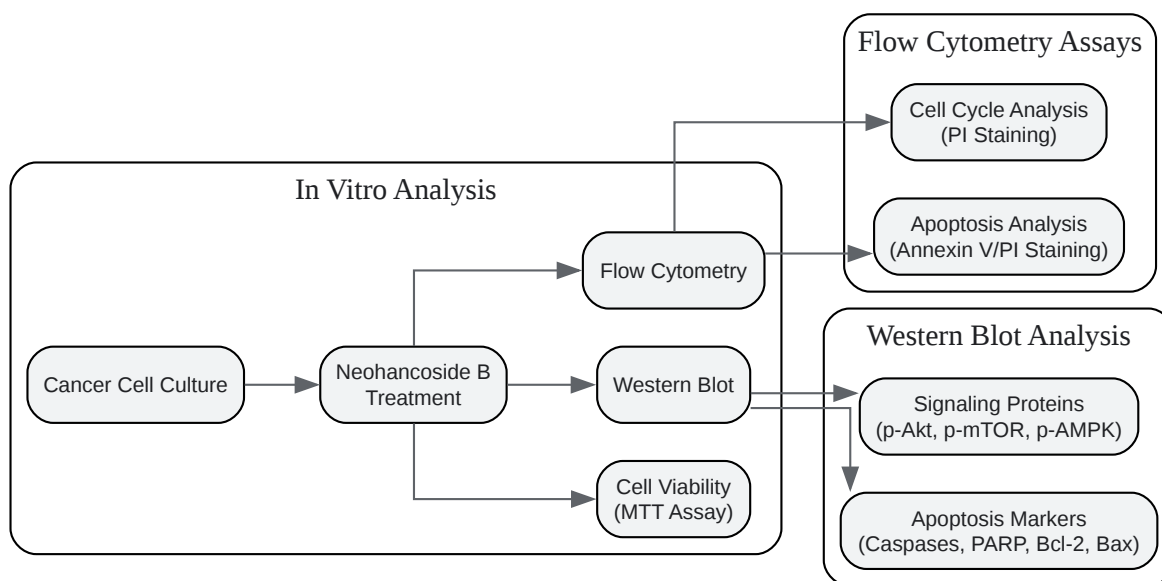 Flow Cytometry Assays
Cell Cycle Analysis
(PI Staining)
Apoptosis Analysis
(Annexin V/PI Staining)
In Vitro Analysis
Flow Cytometry
Cancer Cell Culture
Neohancoside B
Treatment
Western Blot
Cell Viability
(MTT Assay)
Western Blot Analysis
Signaling Proteins
(p-Akt, p-mTOR, p-AMPK)
Apoptosis Markers
(Caspases, PARP, Bcl-2, Bax)